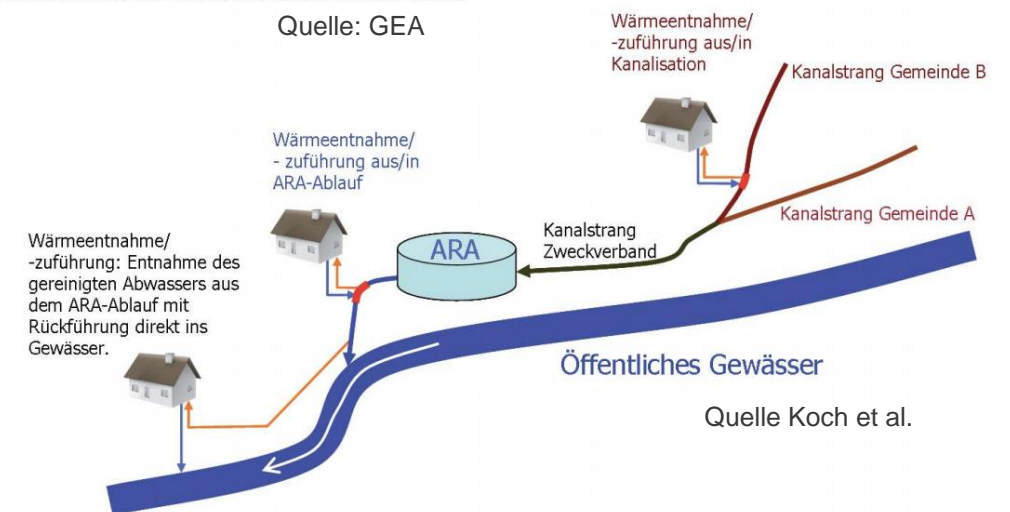 Quelle: GEA
Wärmeentnahme/
-zuführung aus/in
Kanalisation
Kanalstrang Gemeinde B
Wärmeentnahme/
- zuführung aus/in
ARA-Ablauf
Kanalstrang Gemeinde A
Kanalstrang
Zweckverband
ARA
Wärmeentnahme/
-zuführung: Entnahme des
gereinigten Abwassers aus
dem ARA-Ablauf mit
Rückführung direkt ins
Gewässer.
Öffentliches Gewässer
Quelle Koch et al.